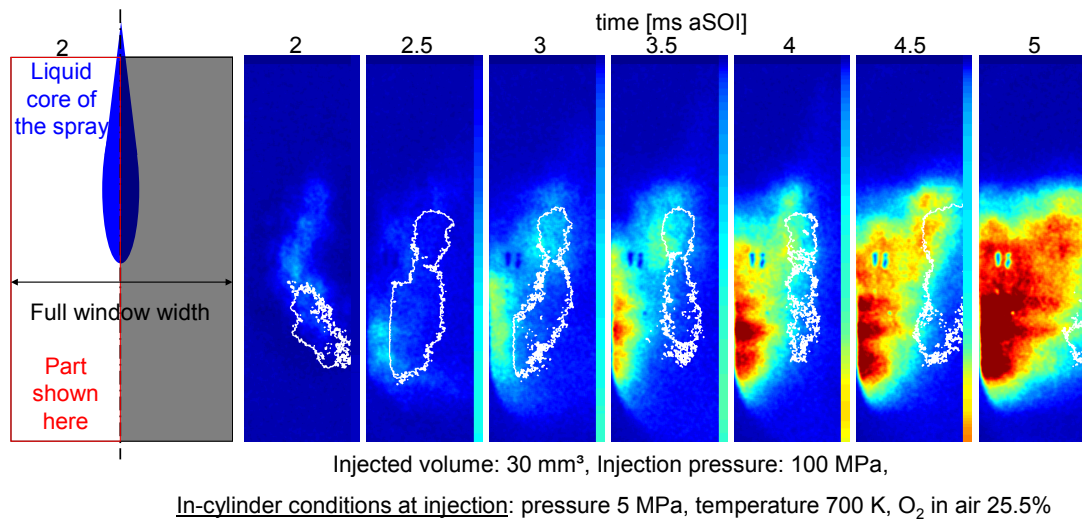 time [ms aSOI]
2 2 2.5 3 3.5 4 4.5 5
Liquid
core of
the spray
Full window width
Part
shown
here
Injected volume: 30 mm³, Injection pressure: 100 MPa,
In-cylinder conditions at injection: pressure 5 MPa, temperature 700 K, O₂ in air 25.5%